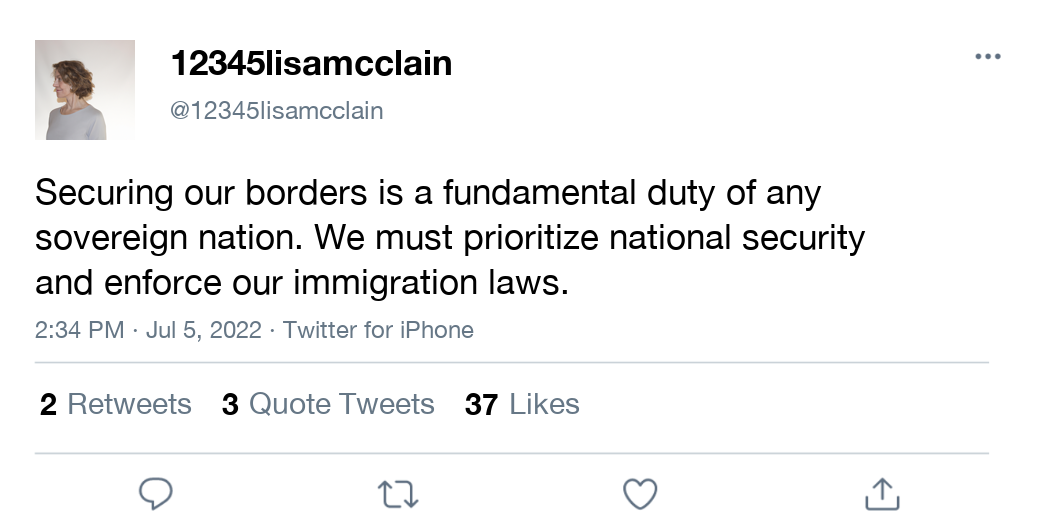 12345lisamcclain
@12345lisamcclain
Securing our borders is a fundamental duty of any
sovereign nation. We must prioritize national security
and enforce our immigration laws.
2:34 PM · Jul 5, 2022 · Twitter for iPhone
2 Retweets 3 Quote Tweets 37 Likes